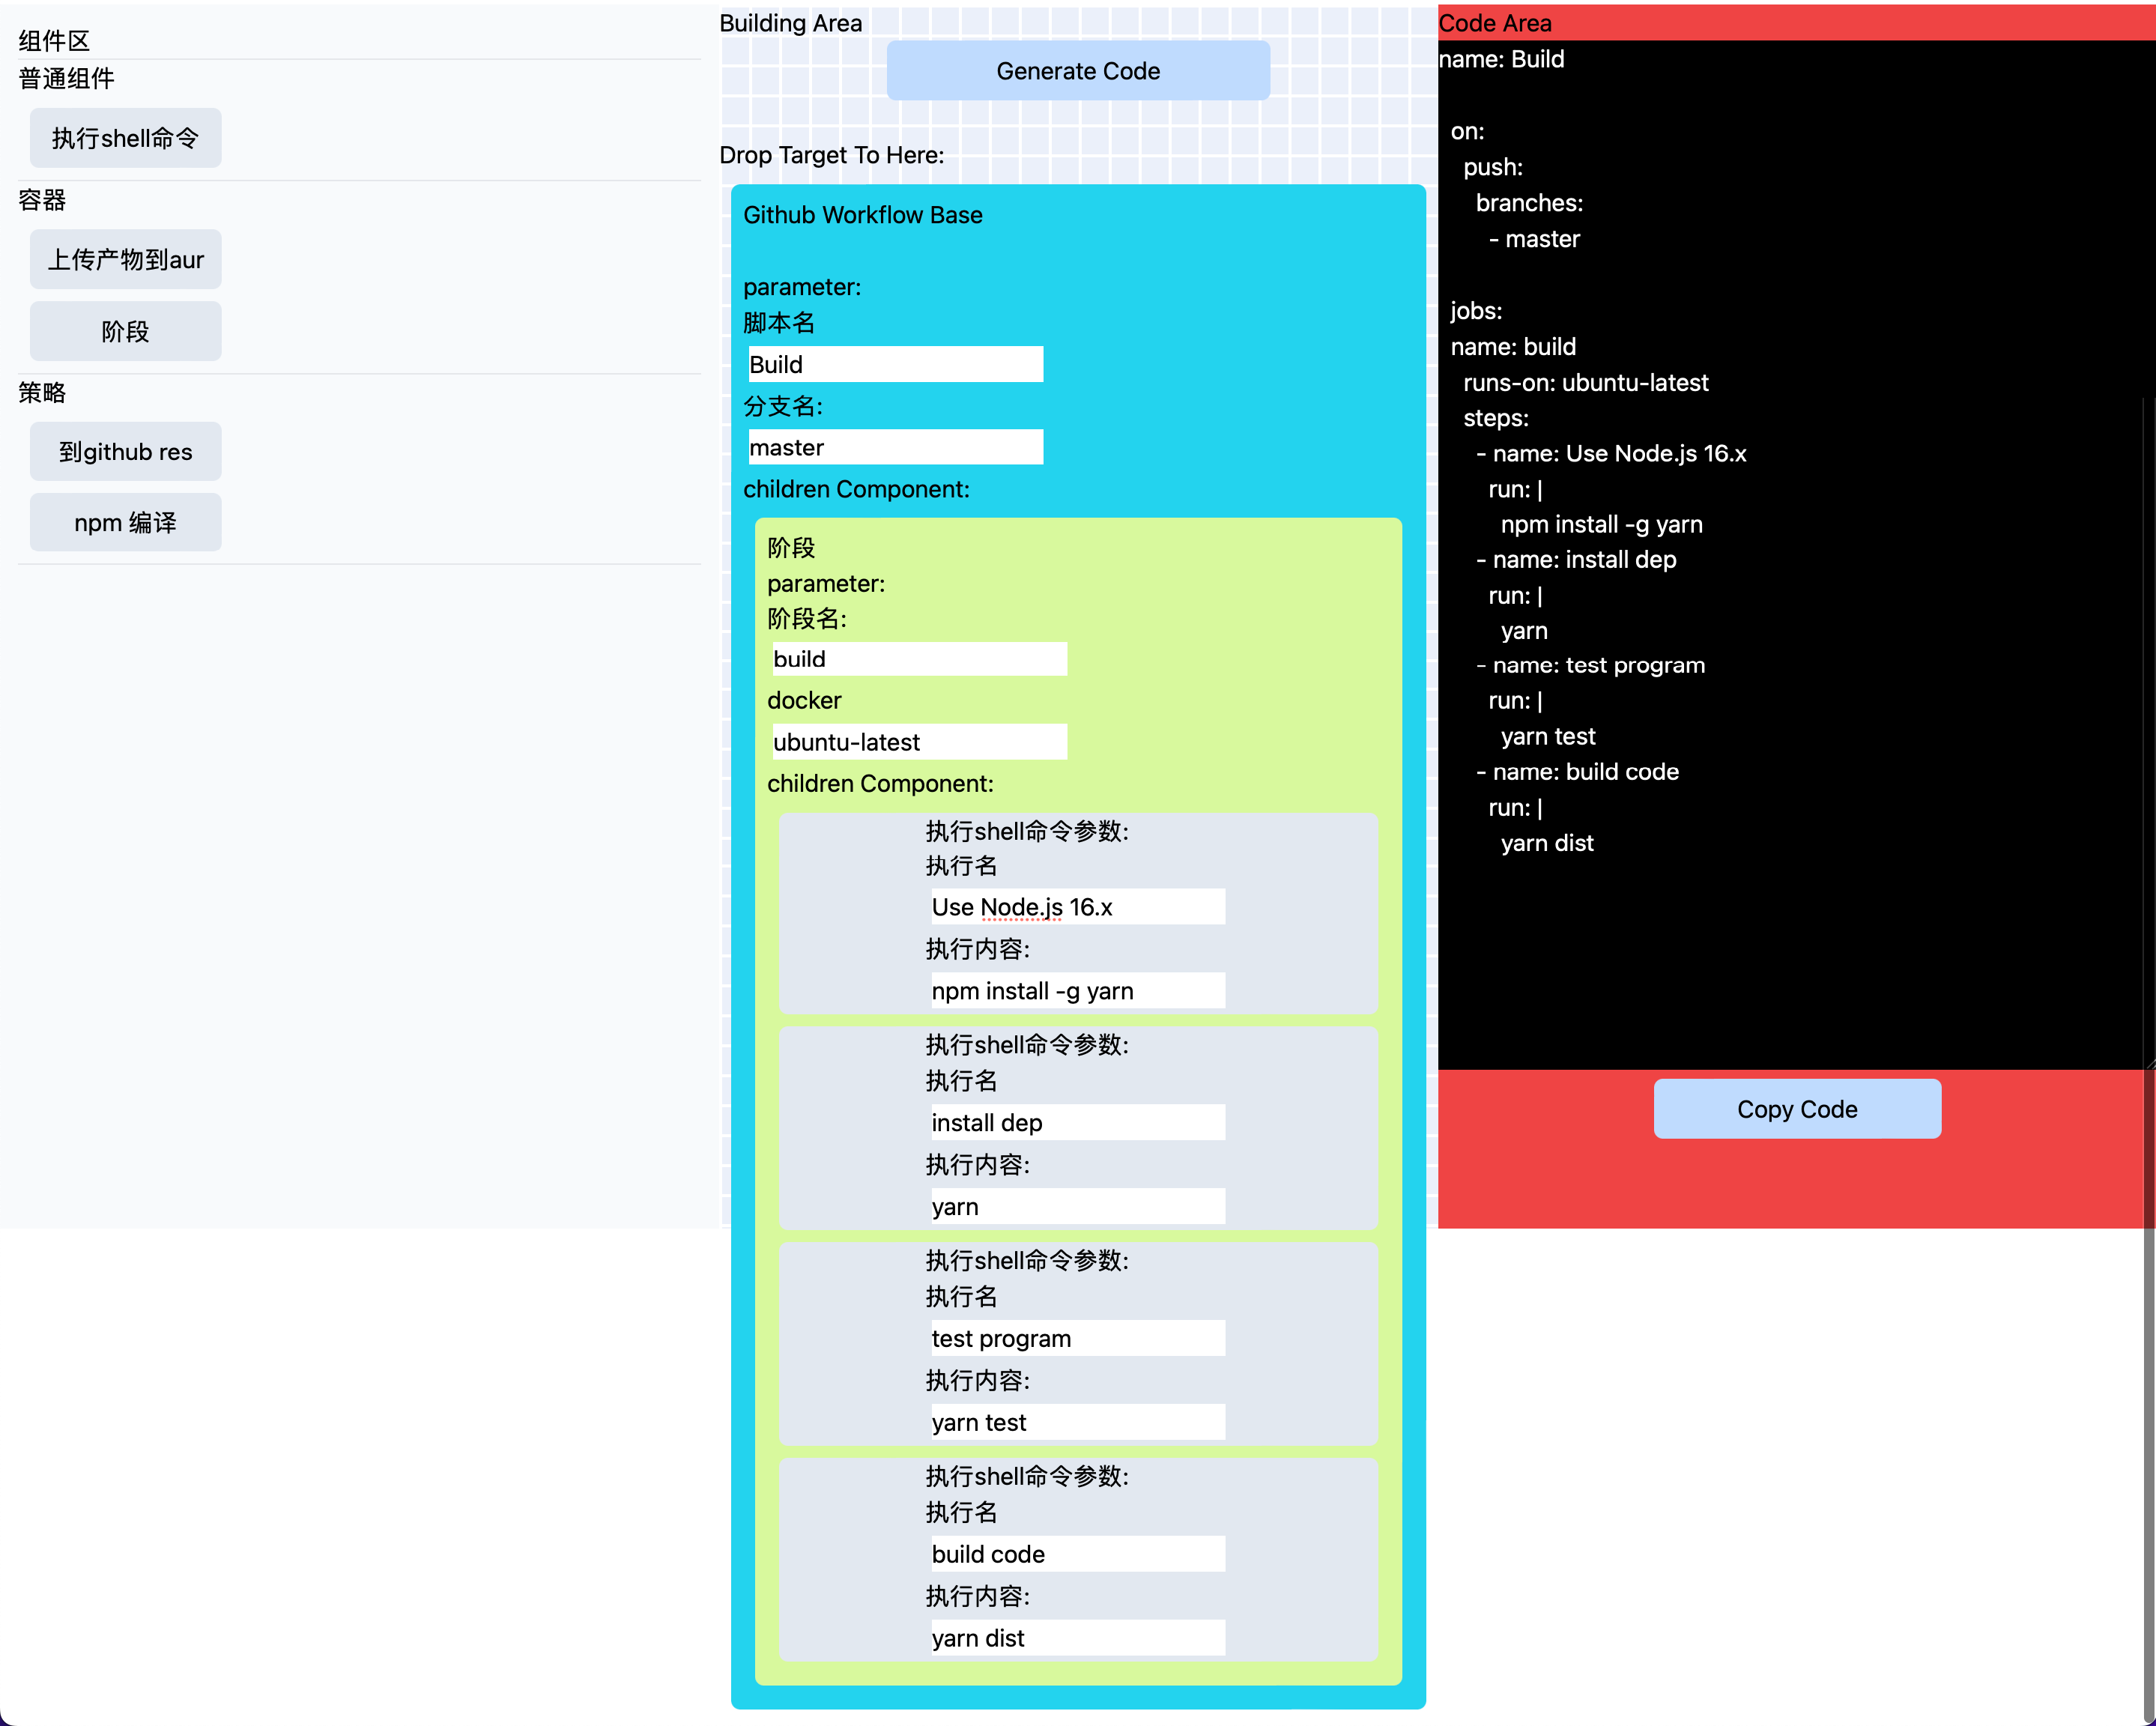 组件区
普通组件
执行shell命令
容器
上传产物到aur
阶段
策略
到github res
npm 编译
Building Area
Generate Code
Drop Target To Here:
Github Workflow Base
parameter:
脚本名
Build
分支名:
master
children Component:
阶段
parameter:
阶段名:
build
docker
ubuntu-latest
children Component:
执行shell命令参数:
执行名
Use Node.js 16.x
执行内容:
npm install -g yarn
执行shell命令参数:
执行名
install dep
执行内容:
yarn
执行shell命令参数:
执行名
test program
执行内容:
yarn test
执行shell命令参数:
执行名
build code
执行内容:
yarn dist
Code Area
name: Build
on:
push:
branches:
- master
jobs:
name: build
runs-on: ubuntu-latest
steps:
- name: Use Node.js 16.x
run: |
npm install -g yarn
- name: install dep
run: |
yarn
- name: test program
run: |
yarn test
- name: build code
run: |
yarn dist
Copy Code